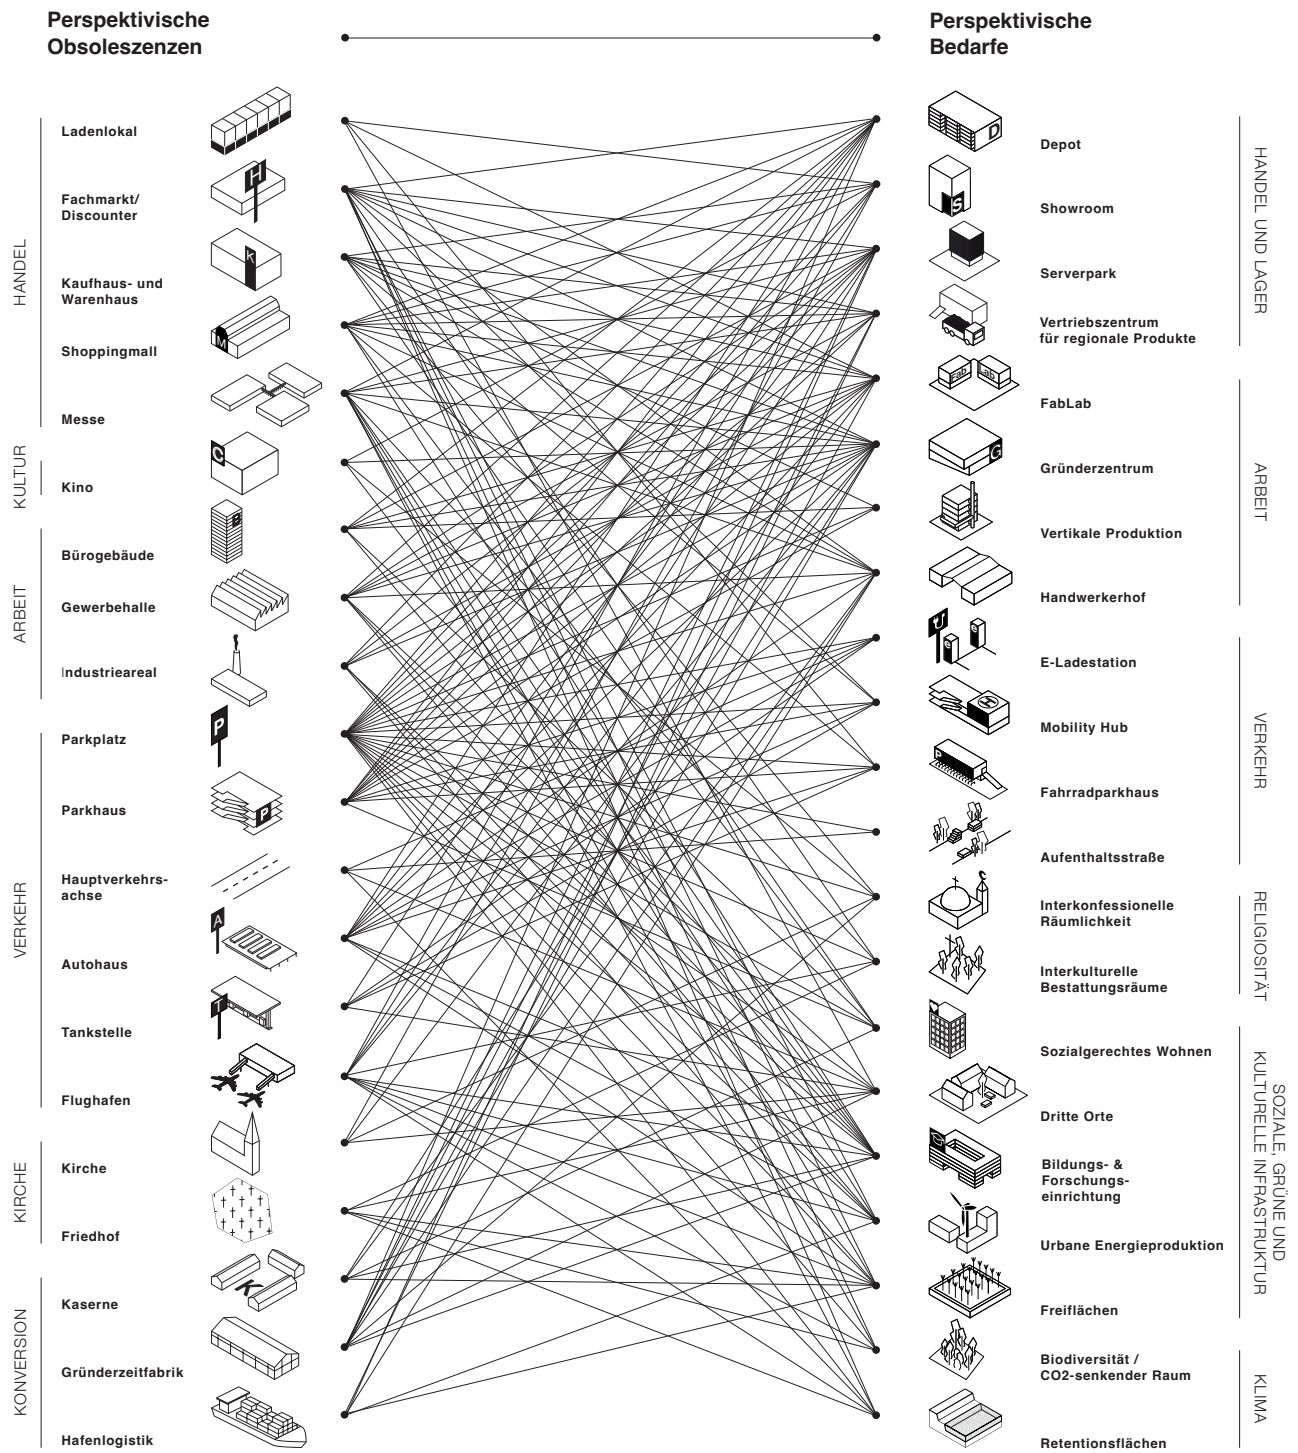 Perspektivische
Obsoleszenzen
Perspektivische
Bedarfe
HANDEL
Ladenlokal
Fachmarkt/
Discounter
H
Kaufhaus- und
Warenhaus
K
Shoppingmall
M
Messe
KULTUR
Kino
C
ARBEIT
Bürogebäude
B
Gewerbehalle
Industrieareal
VERKEHR
Parkplatz
P
Parkhaus
P
Hauptverkehrs-
achse
Autohaus
A
Tankstelle
T
Flughafen
KIRCHE
Kirche
Friedhof
KONVERSION
Kaserne
K
Gründerzeitfabrik
Hafenlogistik
HANDEL UND LAGER
Depot
D
Showroom
S
Serverpark
Vertriebszentrum
für regionale Produkte
ARBEIT
FabLab
Fab Lab
Gründerzentrum
G
Vertikale Produktion
Handwerkerhof
VERKEHR
E-Ladestation
Mobility Hub
H
Fahrradparkhaus
P
Aufenthaltsstraße
RELIGIOSITÄT
Interkonfessionelle
Räumlichkeit
Interkulturelle
Bestattungsräume
SOZIALE, GRÜNE UND
KULTURELLE INFRASTRUKTUR
Sozialgerechtes Wohnen
Dritte Orte
Bildungs- &
Forschungs-
einrichtung
Urbane Energieproduktion
Freiflächen
KLIMA
Biodiversität /
CO2-senkender Raum
Retentionsflächen